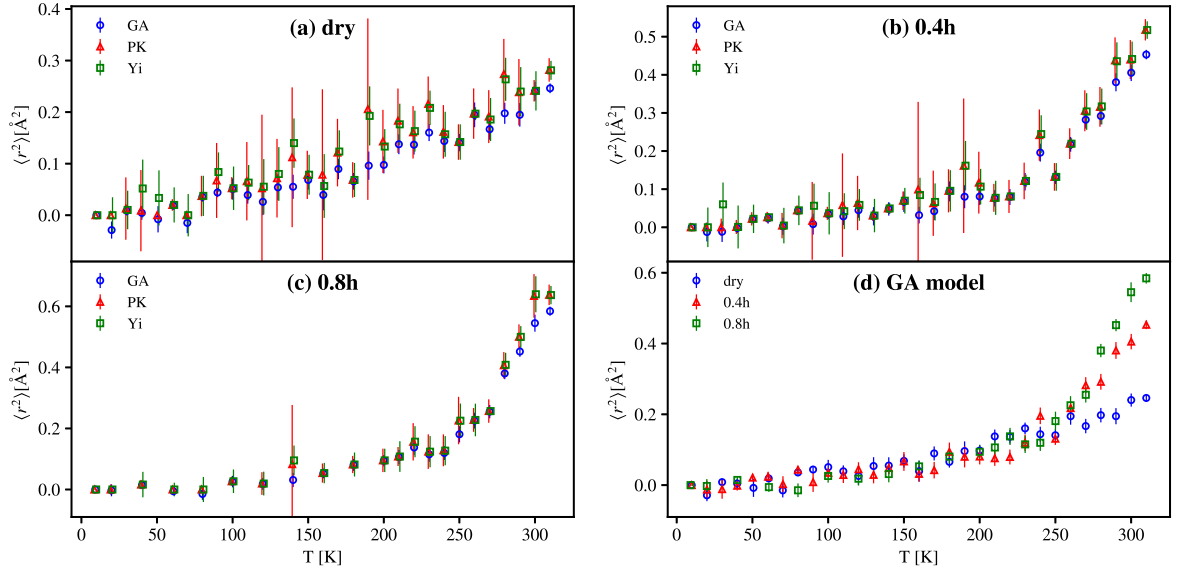 (a) dry
GA
PK
Yi
0.4
0.3
0.2
0.1
0.0
⟨r²⟩[Å²]
(b) 0.4h
GA
PK
Yi
0.5
0.4
0.3
0.2
0.1
0.0
⟨r²⟩[Å²]
(c) 0.8h
GA
PK
Yi
0.6
0.4
0.2
0.0
⟨r²⟩[Å²]
0 50 100 150 200 250 300
T [K]
(d) GA model
dry
0.4h
0.8h
0.6
0.4
0.2
0.0
⟨r²⟩[Å²]
0 50 100 150 200 250 300
T [K]